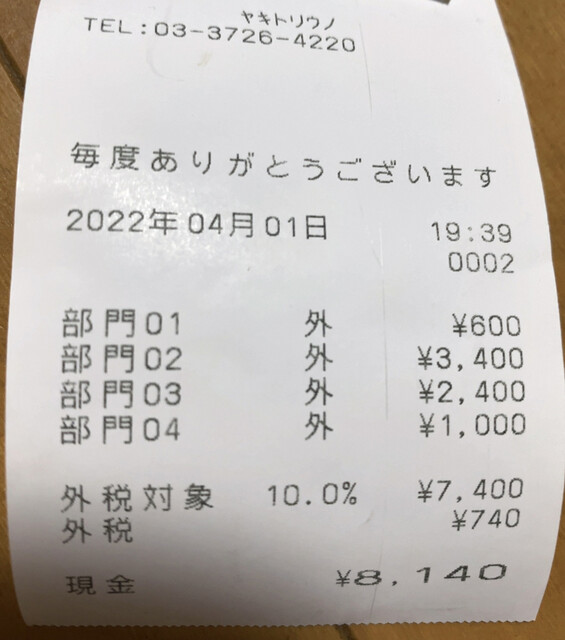 ヤキトリウノ
TEL:03-3726-4220
毎度ありがとうございます
2022年04月01日 19:39
0002
部門01 外 ¥600
部門02 外 ¥3,400
部門03 外 ¥2,400
部門04 外 ¥1,000
外税対象 10.0% ¥7,400
外税 ¥740
現金 ¥8,140